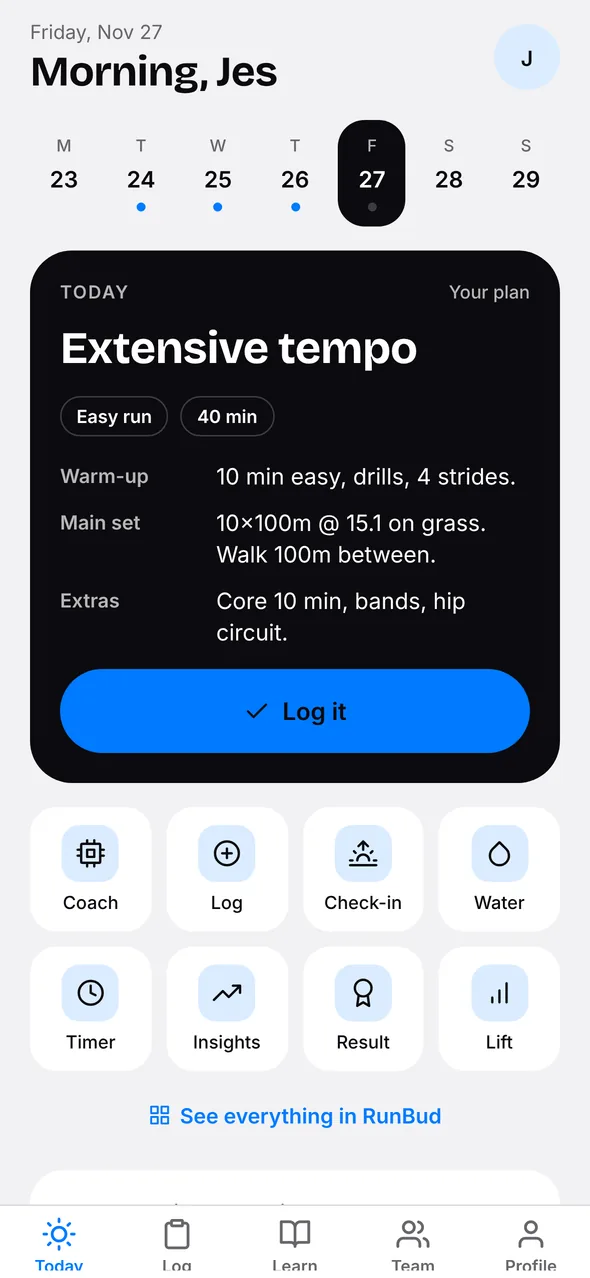 Friday, Nov 27
Morning, Jes
J
M T W T F S S
23 24 25 26 27 28 29
TODAY Your plan
Extensive tempo
Easy run 40 min
Warm-up 10 min easy, drills, 4 strides.
Main set 10×100m @ 15.1 on grass.
Walk 100m between.
Extras Core 10 min, bands, hip
circuit.
Log it
Coach Log Check-in Water
Timer Insights Result Lift
See everything in RunBud
Today Log Learn Team Profile